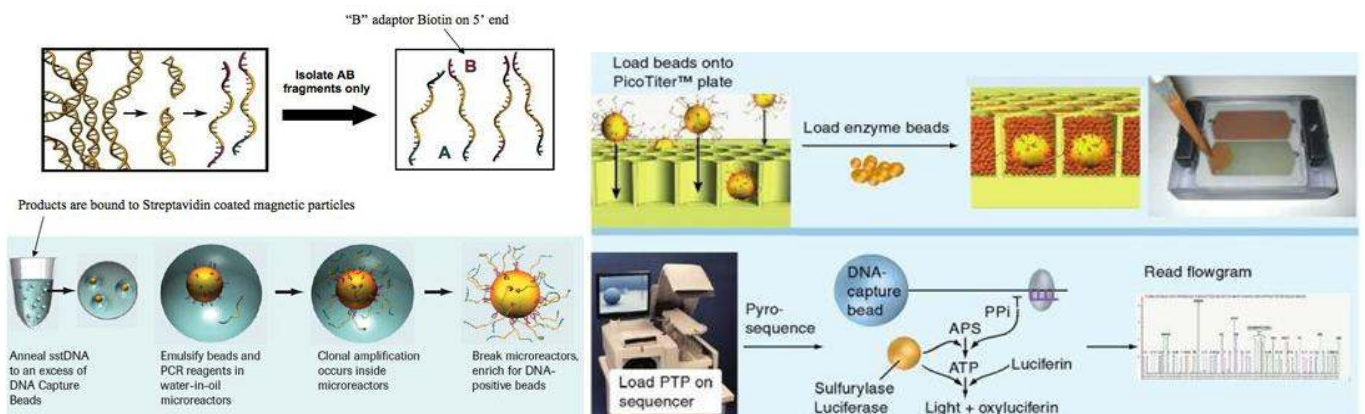 “B” adaptor Biotin on 5’ end
Isolate AB
fragments only
B
A
Products are bound to Streptavidin coated magnetic particles
Anneal sstDNA
to an excess of
DNA Capture
Beads
Emulsify beads and
PCR reagents in
water-in-oil
microreactors
Clonal amplification
occurs inside
microreactors
Break microreactors,
enrich for DNA-
positive beads
Load beads onto
PicoTiter™ plate
Load enzyme beads
Load PTP on
sequencer
Pyro-
sequence
DNA-
capture
bead
PPi
APS
ATP
Luciferin
Sulfurylase
Luciferase
Light + oxyluciferin
Read flowgram